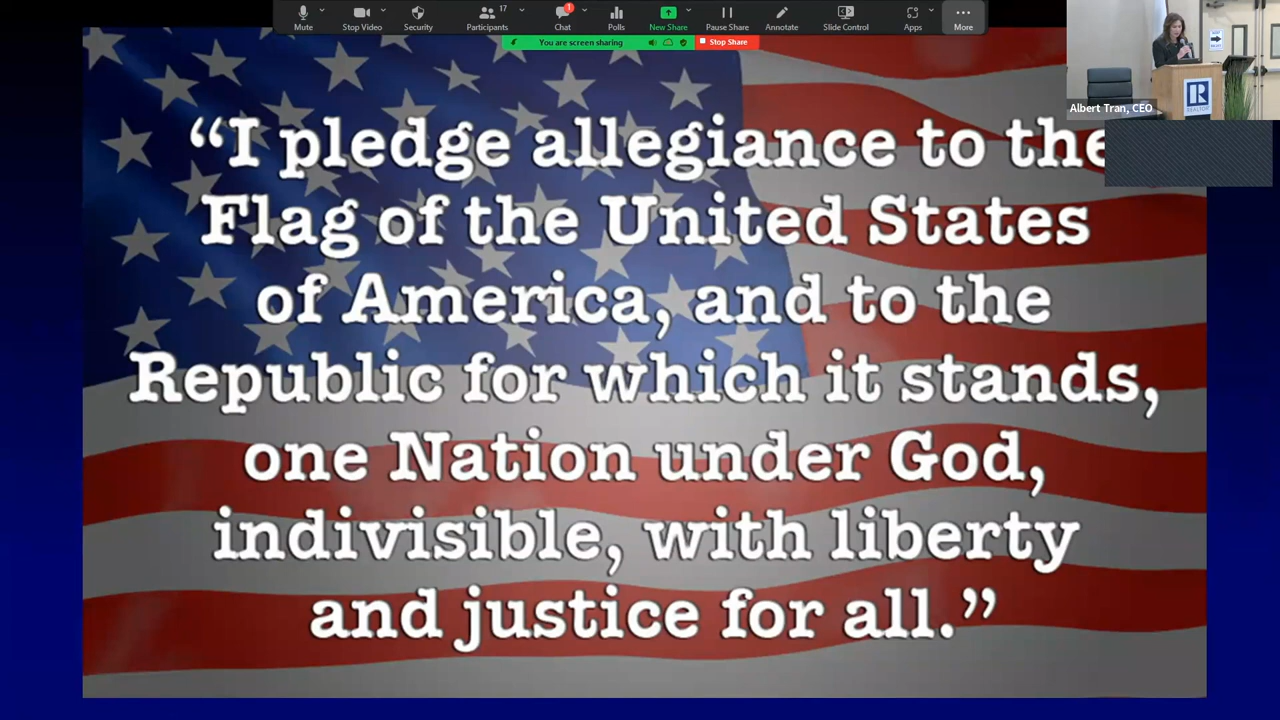 Mute
Stop Video
Security
Participants
17
Chat
1
Polls
New Share
Pause Share
Annotate
Slide Control
Apps
More
You are screen sharing
Stop Share
Albert Tran, CEO
R
REALTOR
“I pledge allegiance to the
Flag of the United States
of America, and to the
Republic for which it stands,
one Nation under God,
indivisible, with liberty
and justice for all.”